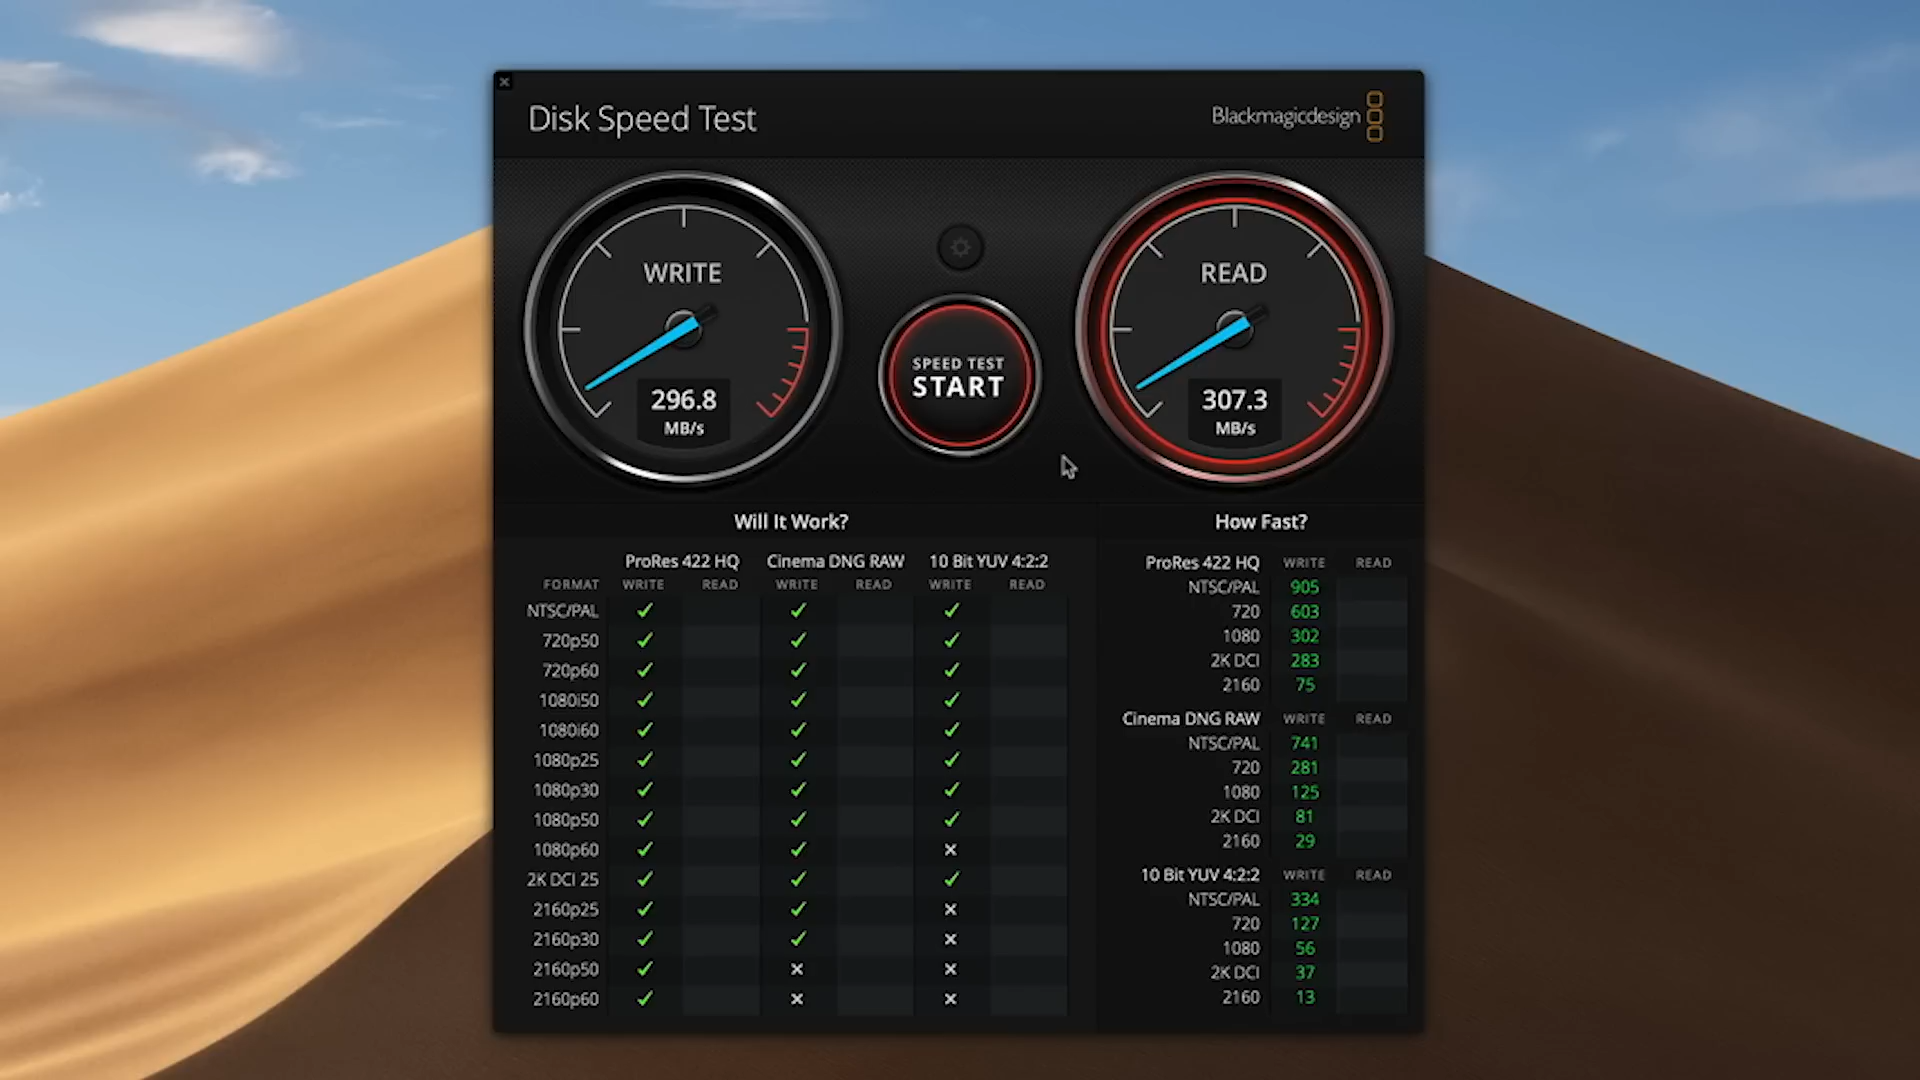 Disk Speed Test
Blackmagicdesign
WRITE
296.8
MB/s
SPEED TEST
START
READ
307.3
MB/s
Will It Work?
ProRes 422 HQ Cinema DNG RAW 10 Bit YUV 4:2:2
FORMAT WRITE READ WRITE READ WRITE READ
NTSC/PAL ✓ ✓ ✓
720p50 ✓ ✓ ✓
720p60 ✓ ✓ ✓
1080i50 ✓ ✓ ✓
1080i60 ✓ ✓ ✓
1080p25 ✓ ✓ ✓
1080p30 ✓ ✓ ✓
1080p50 ✓ ✓ ✓
1080p60 ✓ ✓ ×
2K DCI 25 ✓ ✓ ✓
2160p25 ✓ ✓ ×
2160p30 ✓ ✓ ×
2160p50 ✓ × ×
2160p60 ✓ × ×
How Fast?
ProRes 422 HQ WRITE READ
NTSC/PAL 905
720 603
1080 302
2K DCI 283
2160 75
Cinema DNG RAW WRITE READ
NTSC/PAL 741
720 281
1080 125
2K DCI 81
2160 29
10 Bit YUV 4:2:2 WRITE READ
NTSC/PAL 334
720 127
1080 56
2K DCI 37
2160 13